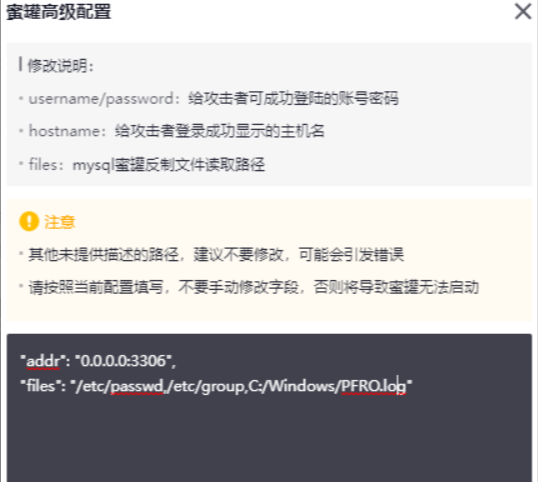 蜜罐高级配置
修改说明：
username/password：给攻击者可成功登陆的账号密码
hostname：给攻击者登录成功显示的主机名
files：mysql蜜罐反制文件读取路径
注意
其他未提供描述的路径，建议不要修改，可能会引发错误
请按照当前配置填写，不要手动修改字段，否则将导致蜜罐无法启动
"addr": "0.0.0.0:3306",
"files": "/etc/passwd,/etc/group,C:/Windows/PFRO.log"